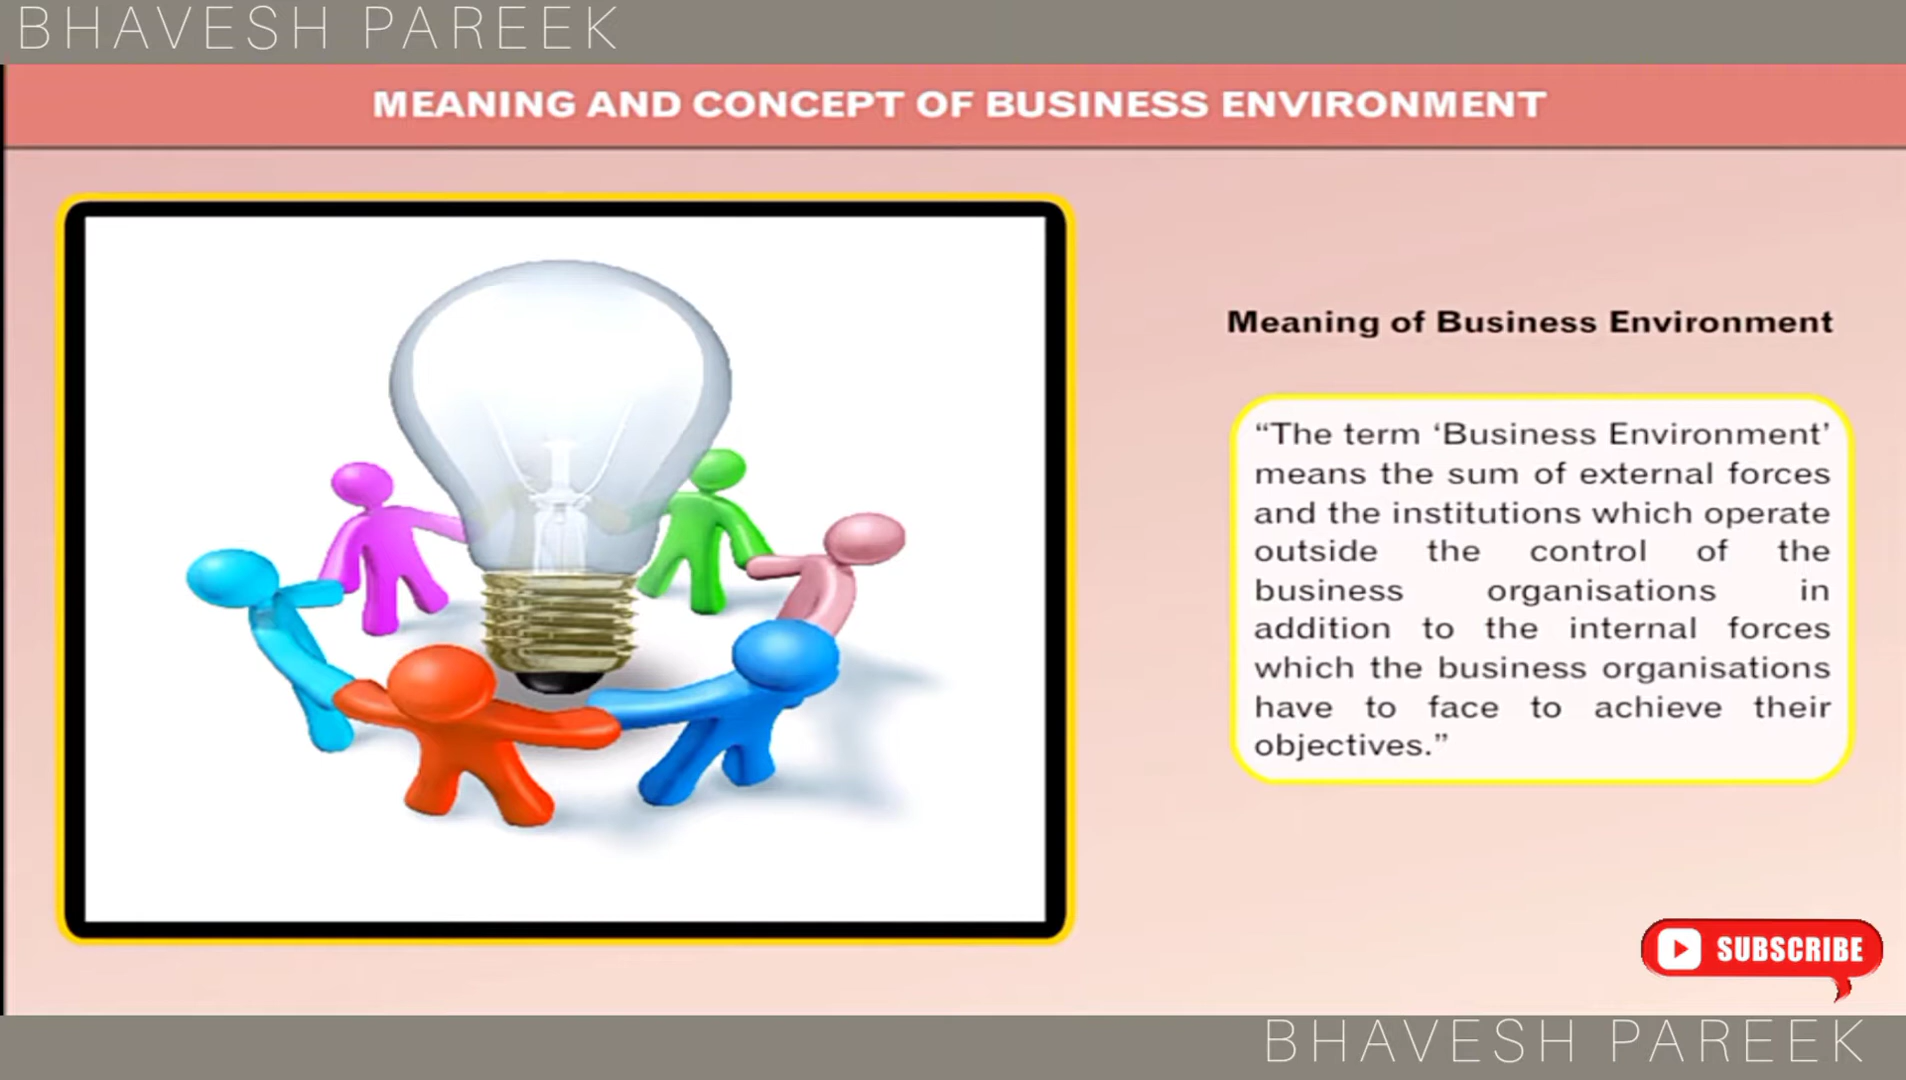 BHAVESH PAREEK
MEANING AND CONCEPT OF BUSINESS ENVIRONMENT
Meaning of Business Environment
“The term ‘Business Environment’
means the sum of external forces
and the institutions which operate
outside the control of the
business organisations in
addition to the internal forces
which the business organisations
have to face to achieve their
objectives.”
SUBSCRIBE
BHAVESH PAREEK